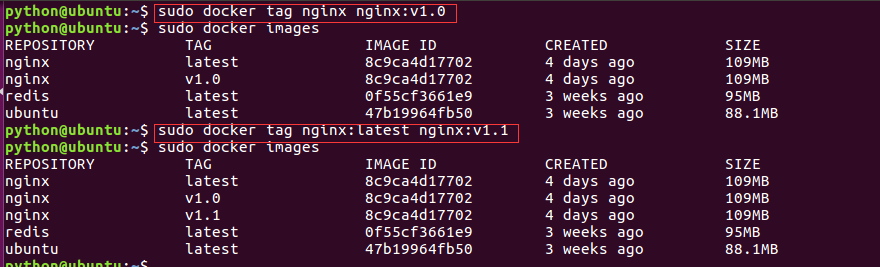 python@ubuntu:~$ sudo docker tag nginx nginx:v1.0
python@ubuntu:~$ sudo docker images
REPOSITORY TAG IMAGE ID CREATED SIZE
nginx latest 8c9ca4d17702 4 days ago 109MB
nginx v1.0 8c9ca4d17702 4 days ago 109MB
redis latest 0f55cf3661e9 3 weeks ago 95MB
ubuntu latest 47b19964fb50 3 weeks ago 88.1MB
python@ubuntu:~$ sudo docker tag nginx:latest nginx:v1.1
python@ubuntu:~$ sudo docker images
REPOSITORY TAG IMAGE ID CREATED SIZE
nginx latest 8c9ca4d17702 4 days ago 109MB
nginx v1.0 8c9ca4d17702 4 days ago 109MB
nginx v1.1 8c9ca4d17702 4 days ago 109MB
redis latest 0f55cf3661e9 3 weeks ago 95MB
ubuntu latest 47b19964fb50 3 weeks ago 88.1MB
python@ubuntu:~$